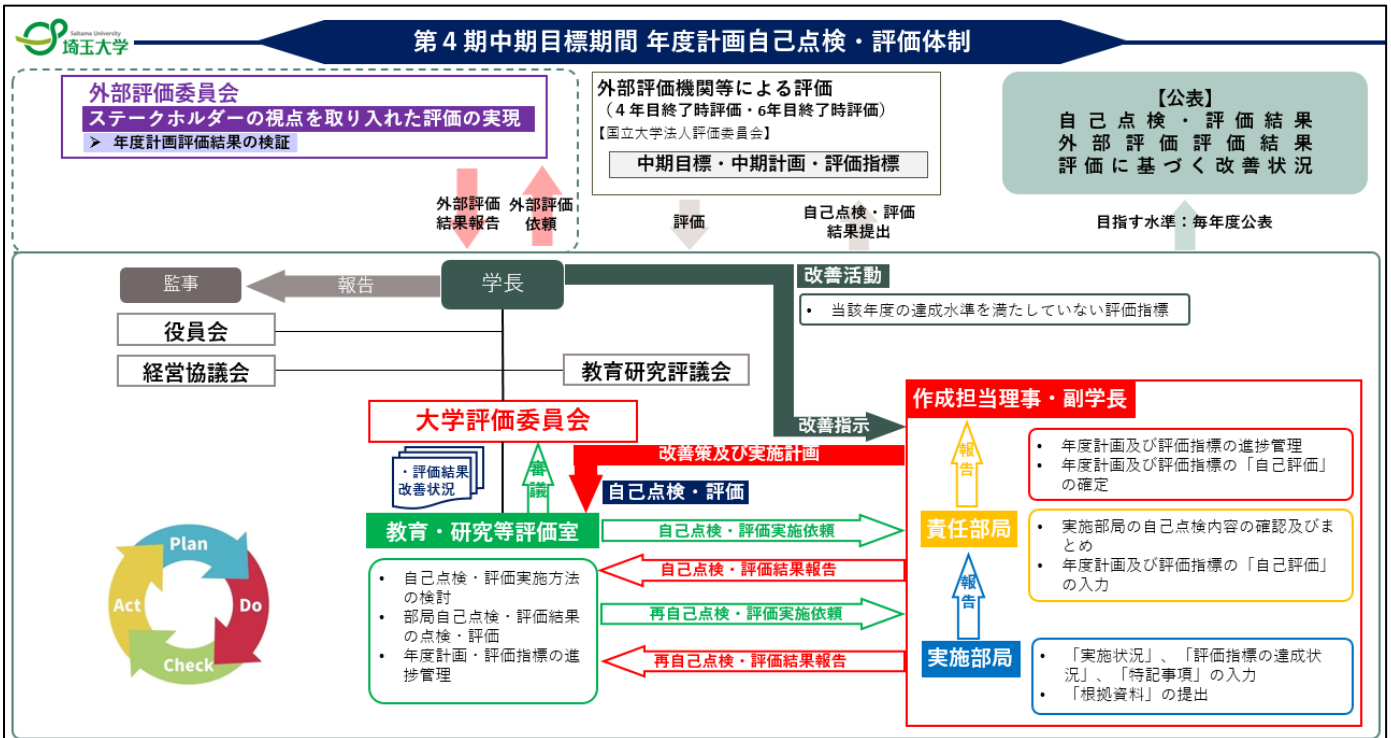 Saitama University
埼玉大学
第４期中期目標期間 年度計画自己点検・評価体制
外部評価委員会
ステークホルダーの視点を取り入れた評価の実現
➢ 年度計画評価結果の検証
外部評価機関等による評価
（４年目終了時評価・6年目終了時評価）
【国立大学法人評価委員会】
中期目標・中期計画・評価指標
【公表】
自己点検・評価結果
外部評価評価結果
評価に基づく改善状況
外部評価
結果報告
外部評価
依頼
評価
自己点検・評価
結果提出
目指す水準：毎年度公表
監事
報告
学長
改善活動
• 当該年度の達成水準を満たしていない評価指標
役員会
経営協議会
教育研究評議会
大学評価委員会
改善指示
作成担当理事・副学長
改善策及び実施計画
・評価結果
改善状況
審議
自己点検・評価
報告
• 年度計画及び評価指標の進捗管理
• 年度計画及び評価指標の「自己評価」
の確定
教育・研究等評価室
自己点検・評価実施依頼
責任部局
• 実施部局の自己点検内容の確認及びま
とめ
• 年度計画及び評価指標の「自己評価」
の入力
自己点検・評価結果報告
• 自己点検・評価実施方法
の検討
• 部局自己点検・評価結果
の点検・評価
• 年度計画・評価指標の進
捗管理
再自己点検・評価実施依頼
報告
再自己点検・評価結果報告
実施部局
• 「実施状況」、「評価指標の達成状
況」、「特記事項」の入力
• 「根拠資料」の提出
Plan
Do
Check
Act